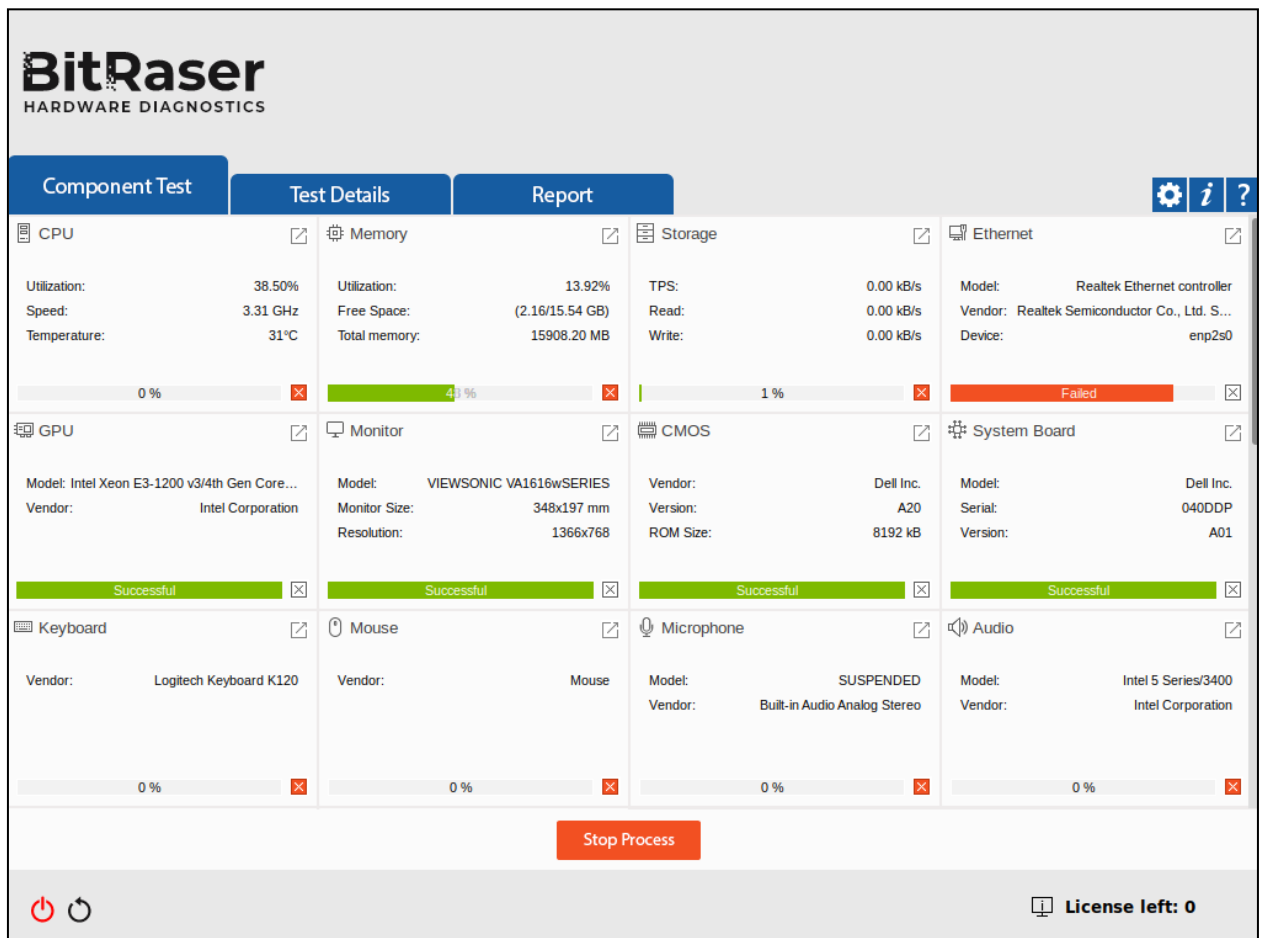 BitRaser
HARDWARE DIAGNOSTICS
Component Test
Test Details
Report
i
?
CPU
Utilization: 38.50%
Speed: 3.31 GHz
Temperature: 31°C
0 %
Memory
Utilization: 13.92%
Free Space: (2.16/15.54 GB)
Total memory: 15908.20 MB
48 %
Storage
TPS: 0.00 kB/s
Read: 0.00 kB/s
Write: 0.00 kB/s
1 %
Ethernet
Model: Realtek Ethernet controller
Vendor: Realtek Semiconductor Co., Ltd. S...
Device: enp2s0
Failed
GPU
Model: Intel Xeon E3-1200 v3/4th Gen Core...
Vendor: Intel Corporation
Successful
Monitor
Model: VIEWSONIC VA1616wSERIES
Monitor Size: 348x197 mm
Resolution: 1366x768
Successful
CMOS
Vendor: Dell Inc.
Version: A20
ROM Size: 8192 kB
Successful
System Board
Model: Dell Inc.
Serial: 040DDP
Version: A01
Successful
Keyboard
Vendor: Logitech Keyboard K120
0 %
Mouse
Vendor: Mouse
0 %
Microphone
Model: SUSPENDED
Vendor: Built-in Audio Analog Stereo
0 %
Audio
Model: Intel 5 Series/3400
Vendor: Intel Corporation
0 %
Stop Process
License left: 0